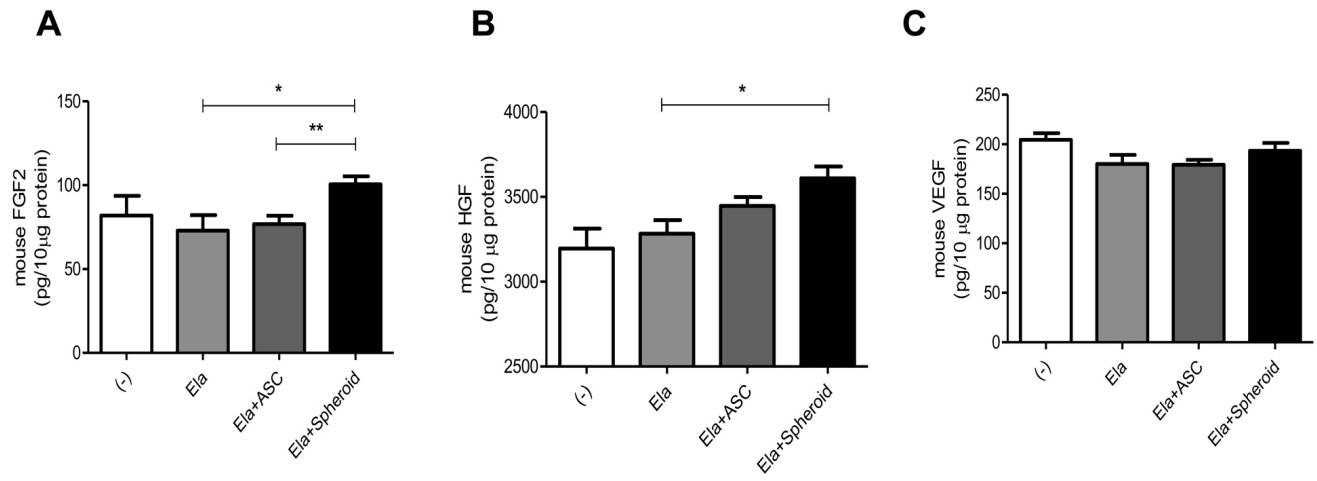 A
mouse FGF2
(pg/10µg protein)
150
100
50
0
*
**
(-)
Ela
Ela+ASC
Ela+Spheroid
B
mouse HGF
(pg/10 µg protein)
4000
3500
3000
2500
*
(-)
Ela
Ela+ASC
Ela+Spheroid
C
mouse VEGF
(pg/10 µg protein)
250
200
150
100
50
0
(-)
Ela
Ela+ASC
Ela+Spheroid